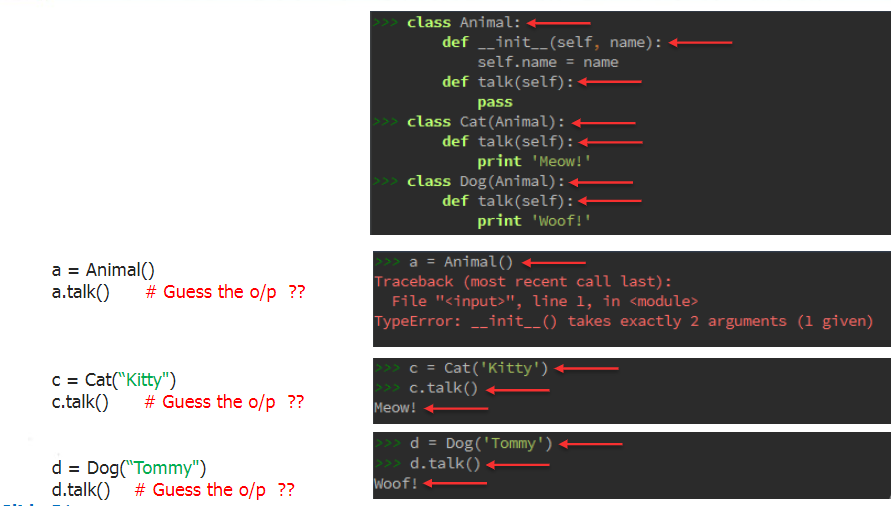 >>> class Animal:
def __init__(self, name):
self.name = name
def talk(self):
pass
>>> class Cat(Animal):
def talk(self):
print 'Meow!'
>>> class Dog(Animal):
def talk(self):
print 'Woof!'
a = Animal()
a.talk() # Guess the o/p ??
>>> a = Animal()
Traceback (most recent call last):
File "<input>", line 1, in <module>
TypeError: __init__() takes exactly 2 arguments (1 given)
c = Cat("Kitty")
c.talk() # Guess the o/p ??
>>> c = Cat('Kitty')
>>> c.talk()
Meow!
d = Dog("Tommy")
d.talk() # Guess the o/p ??
>>> d = Dog('Tommy')
>>> d.talk()
Woof!